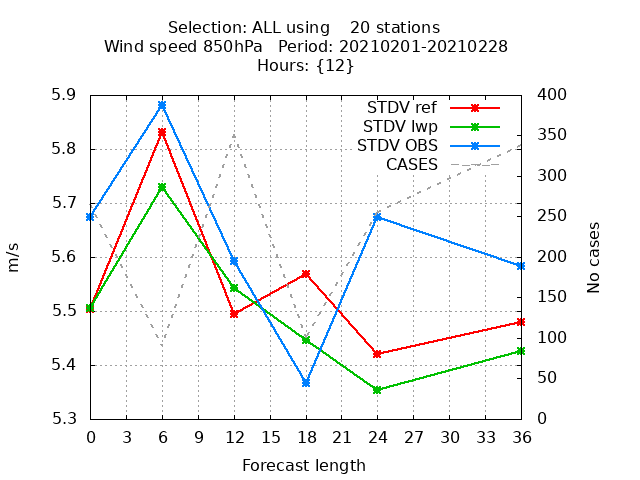 Selection: ALL using    20 stations
Wind speed 850hPa   Period: 20210201-20210228
Hours: {12}
5.9
5.8
5.7
5.6
5.5
5.4
5.3
m/s
STDV ref
STDV lwp
STDV OBS
CASES
400
350
300
250
200
150
100
50
0
No cases
0 3 6 9 12 15 18 21 24 27 30 33 36
Forecast length